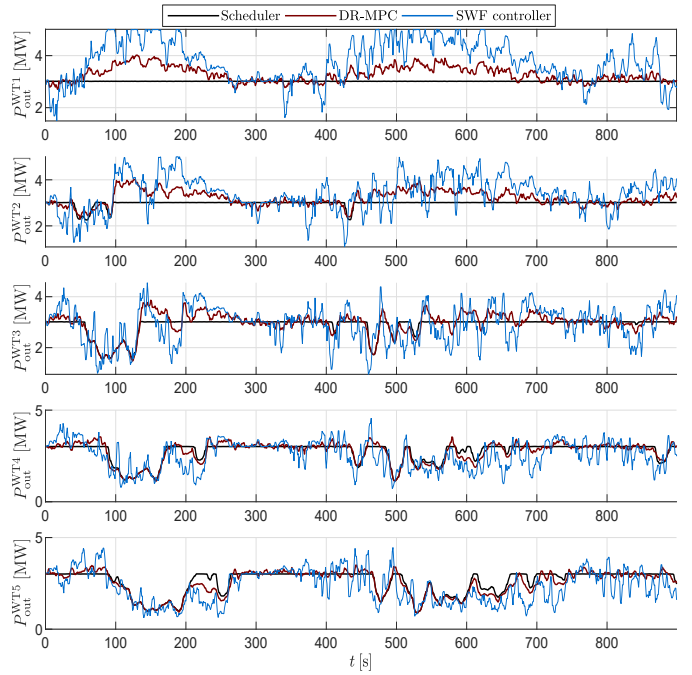 Scheduler DR-MPC SWF controller
P_out^WT1 [MW]
4
2
0 100 200 300 400 500 600 700 800
P_out^WT2 [MW]
4
2
0 100 200 300 400 500 600 700 800
P_out^WT3 [MW]
4
2
0 100 200 300 400 500 600 700 800
P_out^WT4 [MW]
5
0
0 100 200 300 400 500 600 700 800
P_out^WT5 [MW]
5
0
0 100 200 300 400 500 600 700 800
t [s]